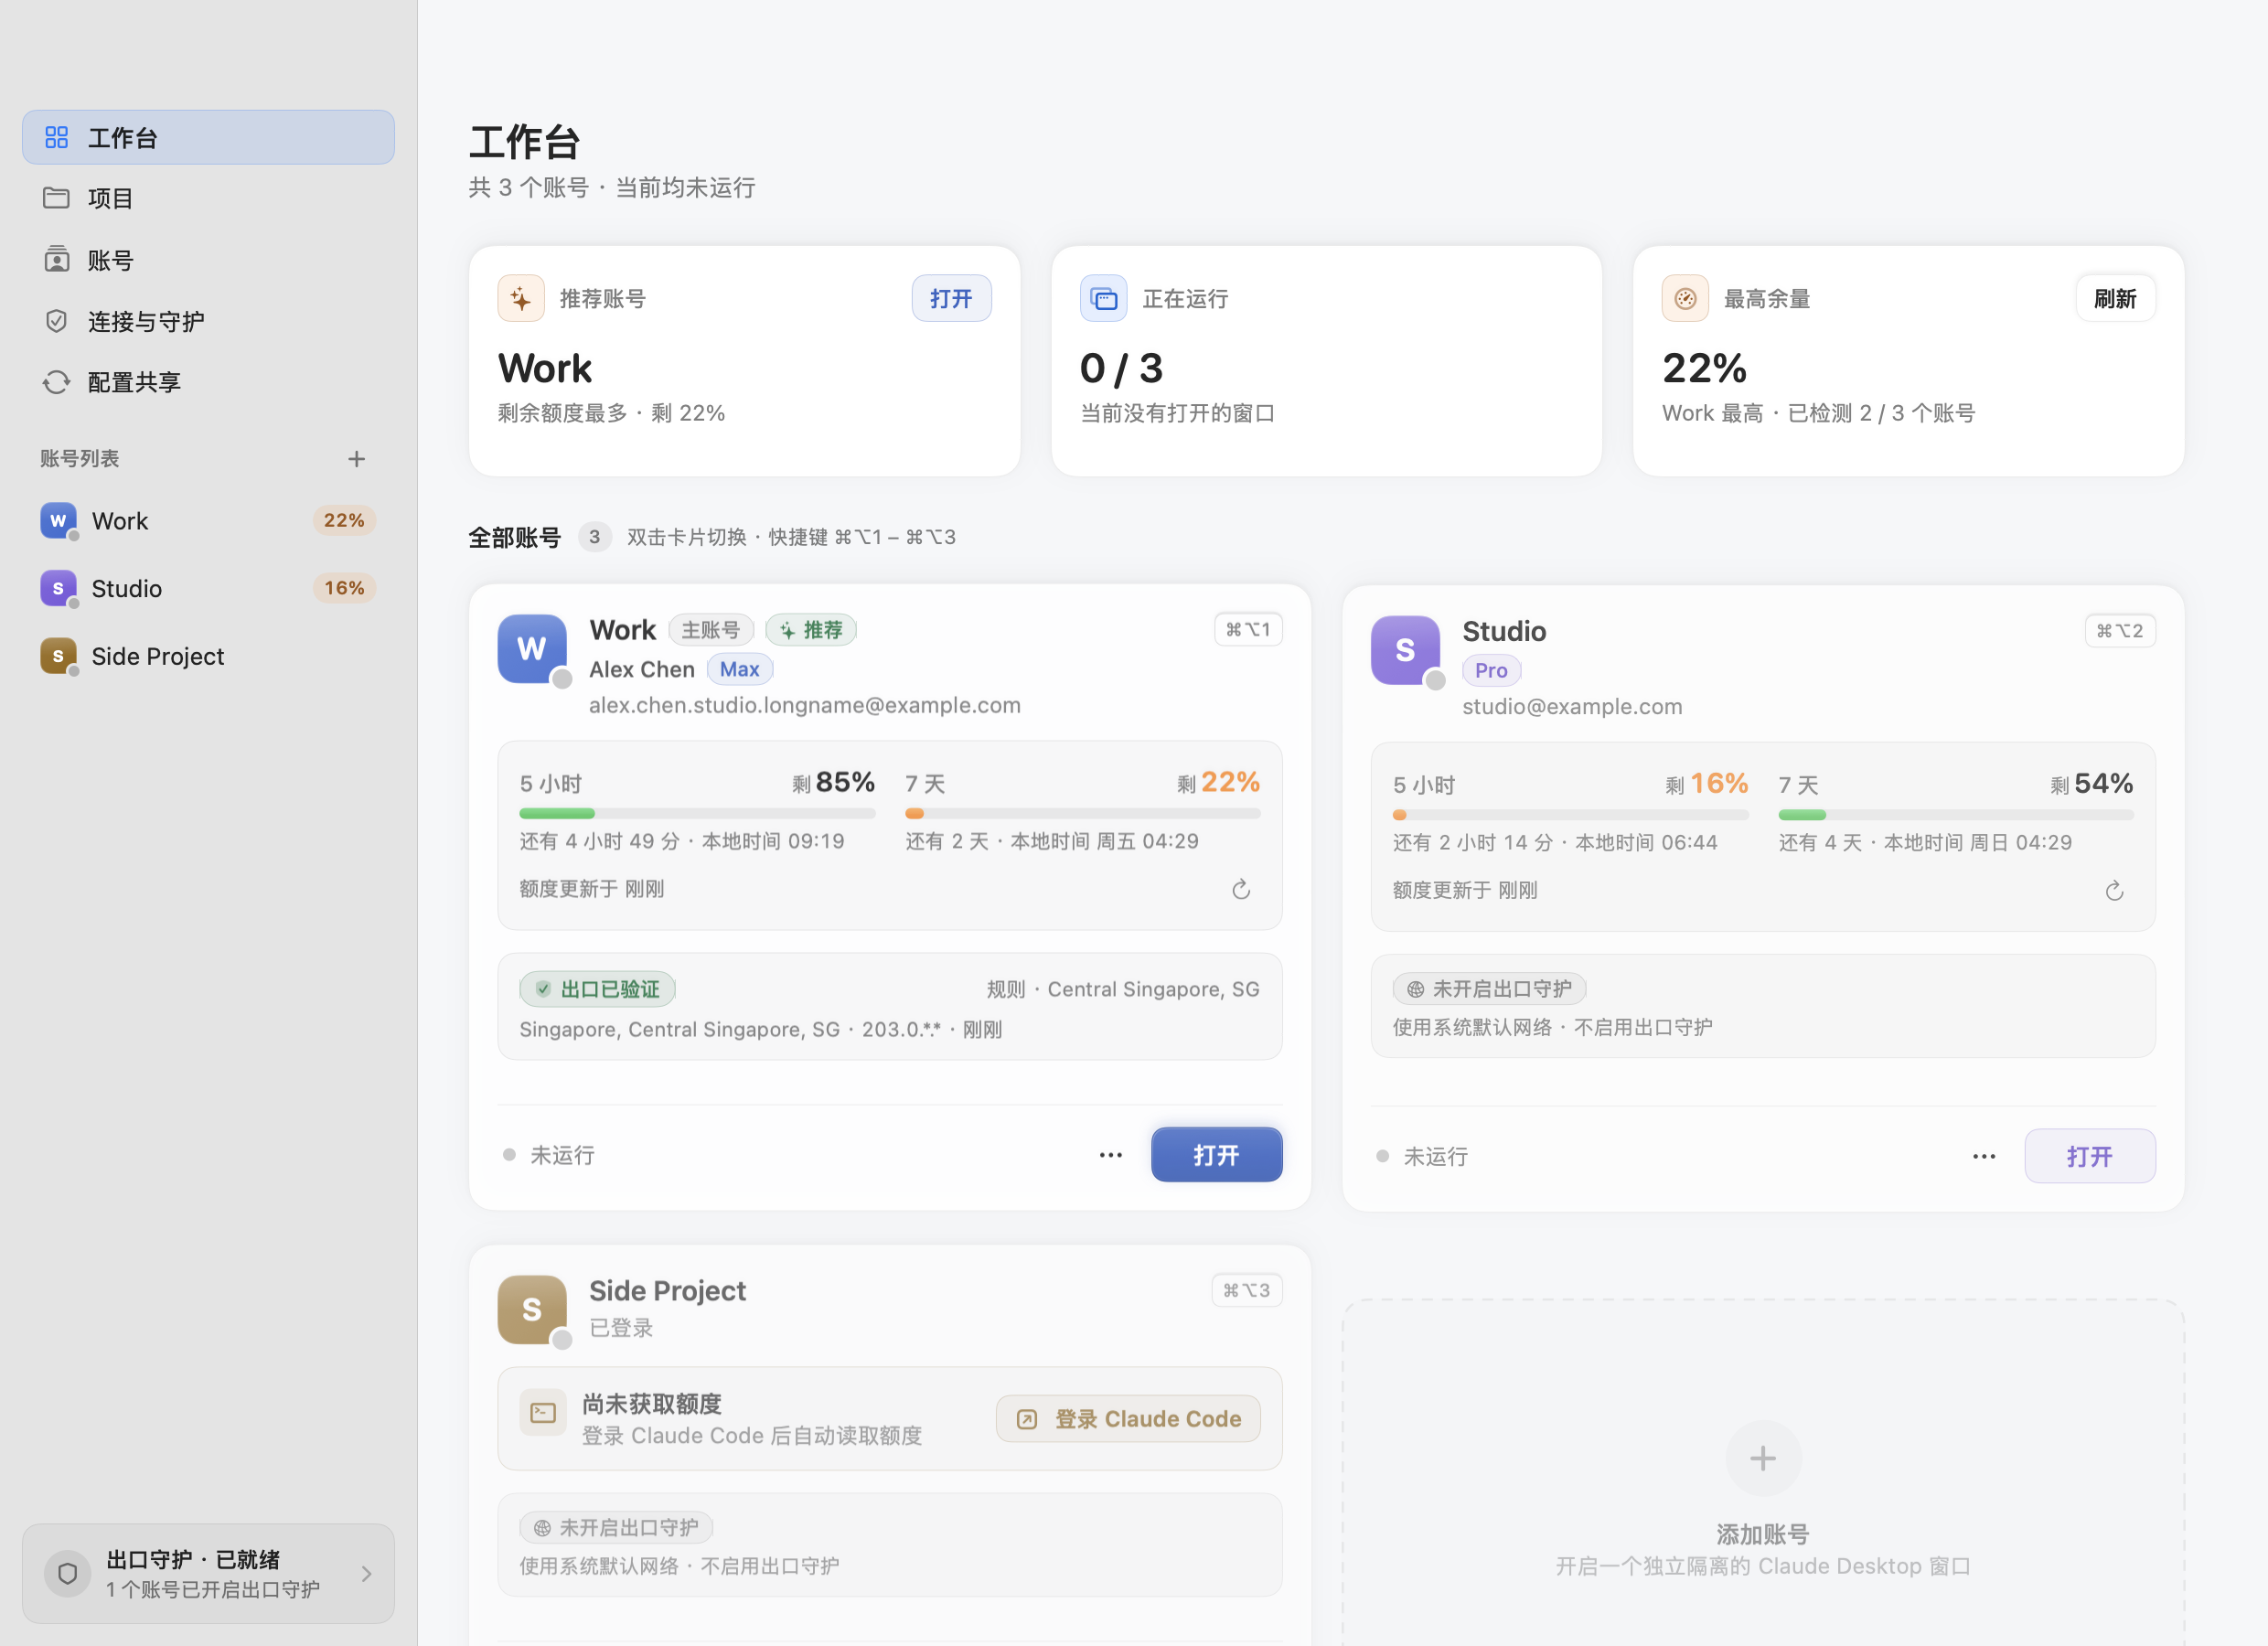 工作台
项目
账号
连接与守护
配置共享
账号列表
W Work 22%
S Studio 16%
S Side Project
出口守护 · 已就绪
1 个账号已开启出口守护
工作台
共 3 个账号 · 当前均未运行
推荐账号 打开
Work
剩余额度最多 · 剩 22%
正在运行
0 / 3
当前没有打开的窗口
最高余量 刷新
22%
Work 最高 · 已检测 2 / 3 个账号
全部账号 3 双击卡片切换 · 快捷键 ⌘⌥1 – ⌘⌥3
W Work 主账号 推荐 ⌘⌥1
Alex Chen Max
alex.chen.studio.longname@example.com
5 小时 剩 85% 7 天 剩 22%
还有 4 小时 49 分 · 本地时间 09:19 还有 2 天 · 本地时间 周五 04:29
额度更新于 刚刚
出口已验证 规则 · Central Singapore, SG
Singapore, Central Singapore, SG · 203.0.*.* · 刚刚
未运行 ••• 打开
S Studio ⌘⌥2
Pro
studio@example.com
5 小时 剩 16% 7 天 剩 54%
还有 2 小时 14 分 · 本地时间 06:44 还有 4 天 · 本地时间 周日 04:29
额度更新于 刚刚
未开启出口守护
使用系统默认网络 · 不启用出口守护
未运行 ••• 打开
S Side Project ⌘⌥3
已登录
尚未获取额度
登录 Claude Code 后自动读取额度
登录 Claude Code
未开启出口守护
使用系统默认网络 · 不启用出口守护
添加账号
开启一个独立隔离的 Claude Desktop 窗口